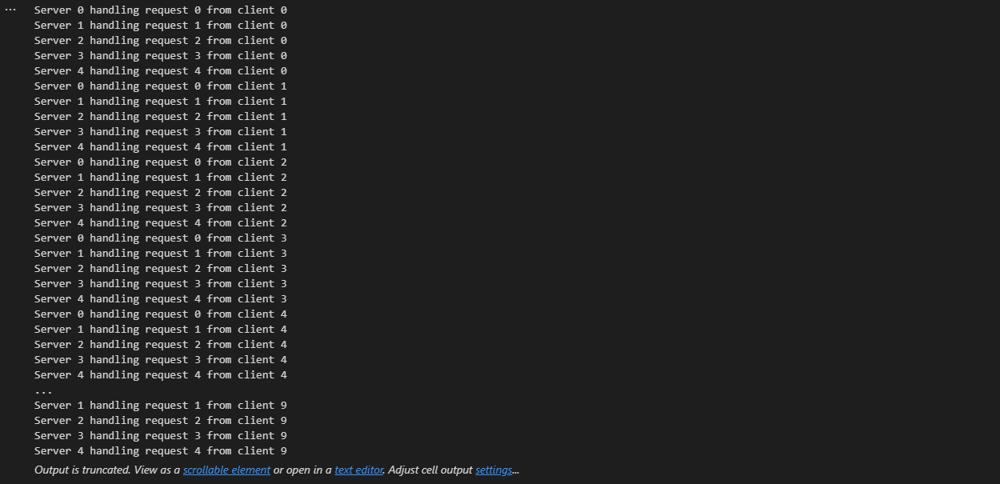 ...
Server 0 handling request 0 from client 0
Server 1 handling request 1 from client 0
Server 2 handling request 2 from client 0
Server 3 handling request 3 from client 0
Server 4 handling request 4 from client 0
Server 0 handling request 0 from client 1
Server 1 handling request 1 from client 1
Server 2 handling request 2 from client 1
Server 3 handling request 3 from client 1
Server 4 handling request 4 from client 1
Server 0 handling request 0 from client 2
Server 1 handling request 1 from client 2
Server 2 handling request 2 from client 2
Server 3 handling request 3 from client 2
Server 4 handling request 4 from client 2
Server 0 handling request 0 from client 3
Server 1 handling request 1 from client 3
Server 2 handling request 2 from client 3
Server 3 handling request 3 from client 3
Server 4 handling request 4 from client 3
Server 0 handling request 0 from client 4
Server 1 handling request 1 from client 4
Server 2 handling request 2 from client 4
Server 3 handling request 3 from client 4
Server 4 handling request 4 from client 4
...
Server 1 handling request 1 from client 9
Server 2 handling request 2 from client 9
Server 3 handling request 3 from client 9
Server 4 handling request 4 from client 9
Output is truncated. View as a scrollable element or open in a text editor. Adjust cell output settings...